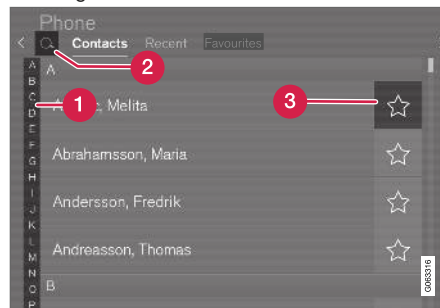 Phone
Contacts Recent Favourites
2
A
A
B
C
D
E
F
G
H
I
J
K
L
M
N
O
P
1
Melita
3
Abrahamsson, Maria
Andersson, Fredrik
Andreasson, Thomas
B
G063316